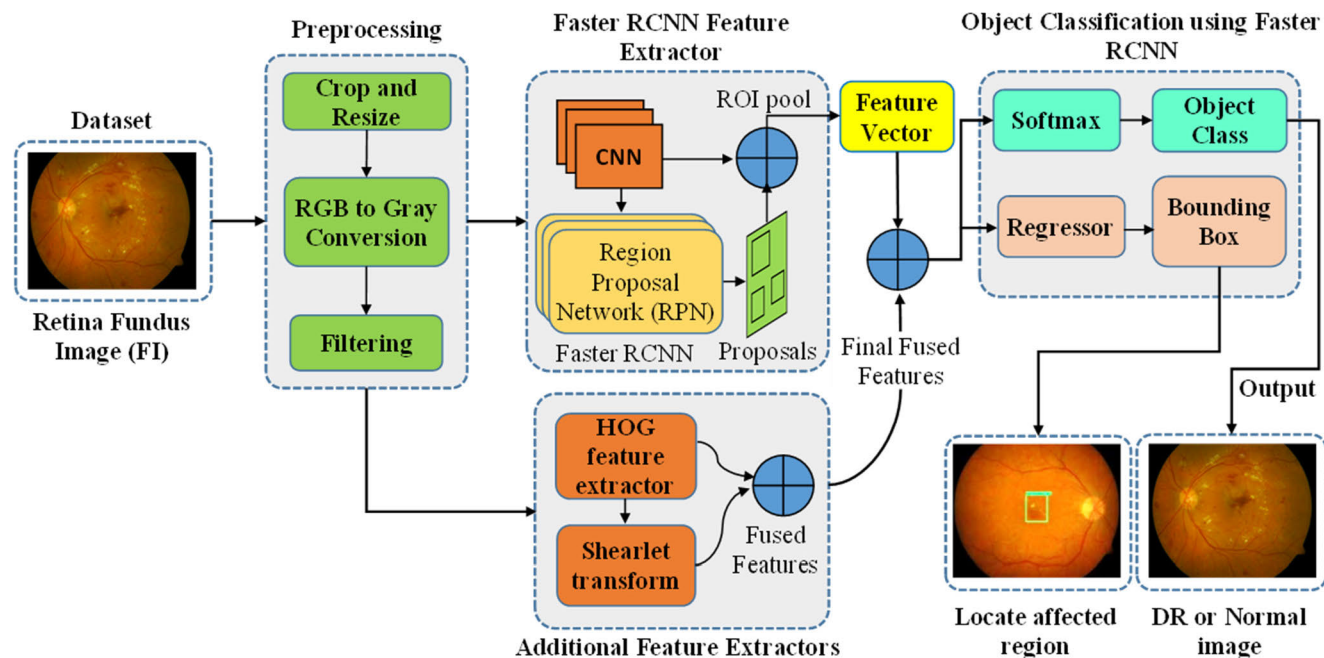 Dataset
Retina Fundus
Image (FI)
Preprocessing
Crop and
Resize
RGB to Gray
Conversion
Filtering
Faster RCNN Feature
Extractor
CNN
ROI pool
Region
Proposal
Network (RPN)
Faster RCNN
Proposals
Feature
Vector
Final Fused
Features
HOG
feature
extractor
Shearlet
transform
Fused
Features
Additional Feature Extractors
Object Classification using Faster
RCNN
Softmax
Object
Class
Regressor
Bounding
Box
Output
Locate affected
region
DR or Normal
image